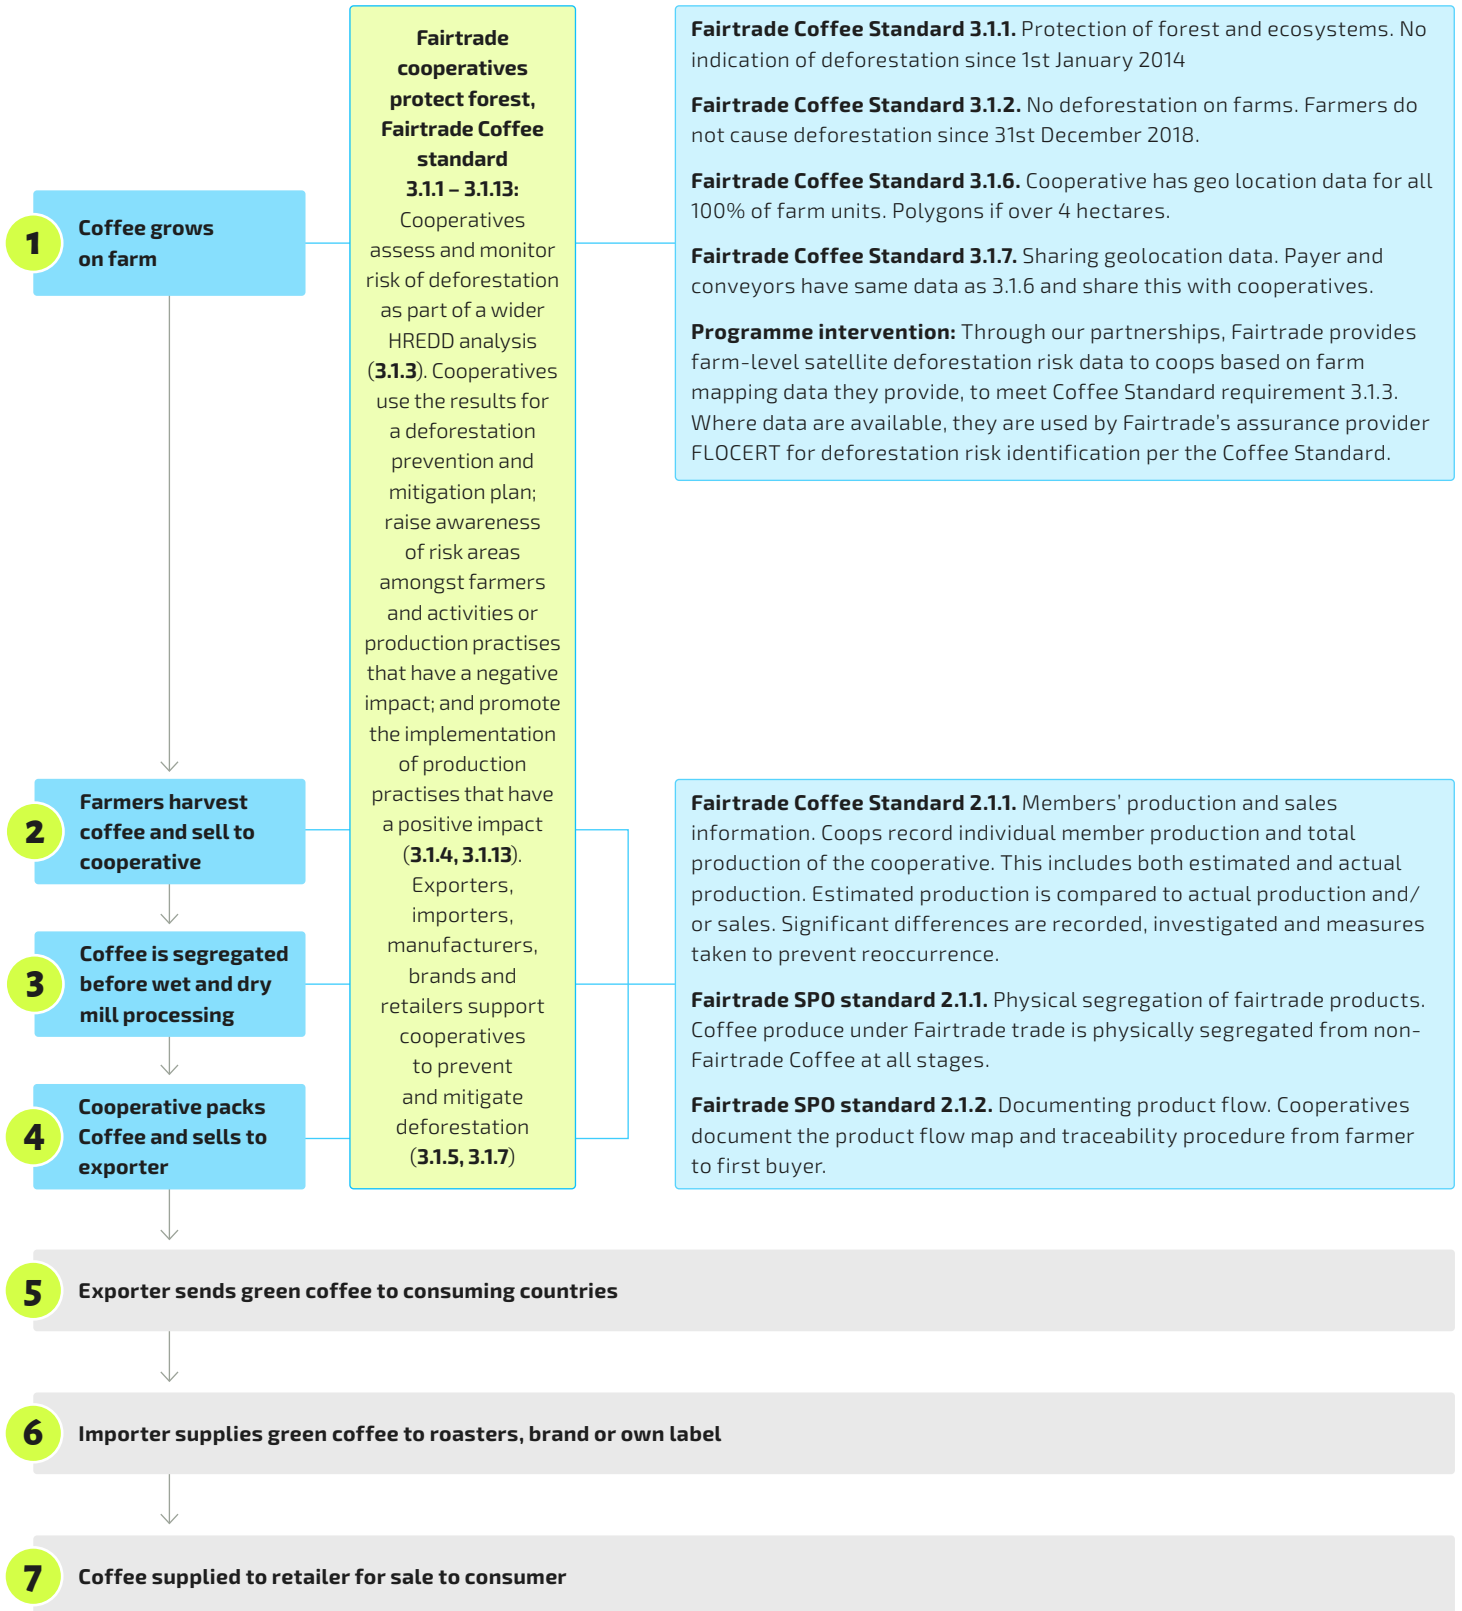 1
Coffee grows
on farm
Fairtrade
cooperatives
protect forest,
Fairtrade Coffee
standard
3.1.1 – 3.1.13:
Cooperatives
assess and monitor
risk of deforestation
as part of a wider
HREDD analysis
(3.1.3). Cooperatives
use the results for
a deforestation
prevention and
mitigation plan;
raise awareness
of risk areas
amongst farmers
and activities or
production practises
that have a negative
impact; and promote
the implementation
of production
practises that have
a positive impact
(3.1.4, 3.1.13).
Exporters,
importers,
manufacturers,
brands and
retailers support
cooperatives
to prevent
and mitigate
deforestation
(3.1.5, 3.1.7)
Fairtrade Coffee Standard 3.1.1. Protection of forest and ecosystems. No
indication of deforestation since 1st January 2014
Fairtrade Coffee Standard 3.1.2. No deforestation on farms. Farmers do
not cause deforestation since 31st December 2018.
Fairtrade Coffee Standard 3.1.6. Cooperative has geo location data for all
100% of farm units. Polygons if over 4 hectares.
Fairtrade Coffee Standard 3.1.7. Sharing geolocation data. Payer and
conveyors have same data as 3.1.6 and share this with cooperatives.
Programme intervention: Through our partnerships, Fairtrade provides
farm-level satellite deforestation risk data to coops based on farm
mapping data they provide, to meet Coffee Standard requirement 3.1.3.
Where data are available, they are used by Fairtrade's assurance provider
FLOCERT for deforestation risk identification per the Coffee Standard.
2
Farmers harvest
coffee and sell to
cooperative
3
Coffee is segregated
before wet and dry
mill processing
4
Cooperative packs
Coffee and sells to
exporter
Fairtrade Coffee Standard 2.1.1. Members' production and sales
information. Coops record individual member production and total
production of the cooperative. This includes both estimated and actual
production. Estimated production is compared to actual production and/
or sales. Significant differences are recorded, investigated and measures
taken to prevent reoccurrence.
Fairtrade SPO standard 2.1.1. Physical segregation of fairtrade products.
Coffee produce under Fairtrade trade is physically segregated from non-
Fairtrade Coffee at all stages.
Fairtrade SPO standard 2.1.2. Documenting product flow. Cooperatives
document the product flow map and traceability procedure from farmer
to first buyer.
5
Exporter sends green coffee to consuming countries
6
Importer supplies green coffee to roasters, brand or own label
7
Coffee supplied to retailer for sale to consumer